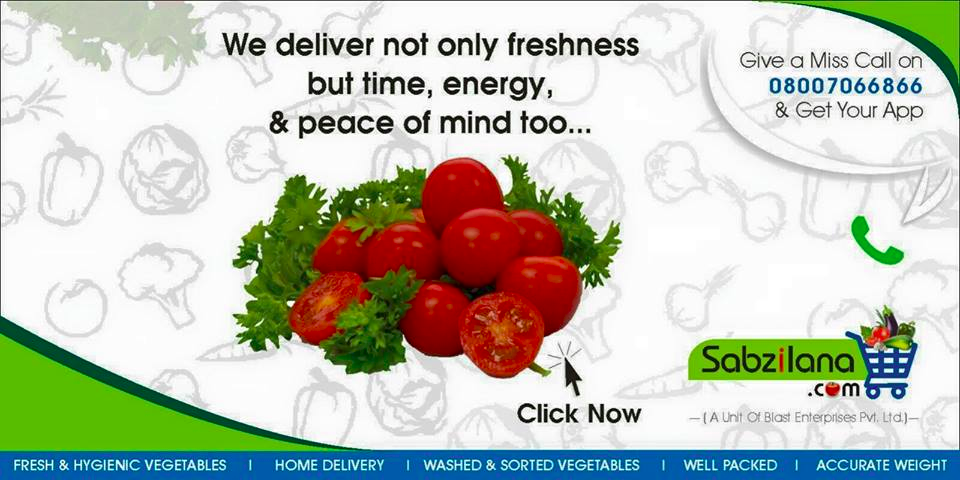 We deliver not only freshness
but time, energy,
& peace of mind too...
Give a Miss Call on
08007066866
& Get Your App
Click Now
Sabzilana
.com
( A Unit Of Blast Enterprises Pvt. Ltd.)
FRESH & HYGIENIC VEGETABLES | HOME DELIVERY | WASHED & SORTED VEGETABLES | WELL PACKED | ACCURATE WEIGHT